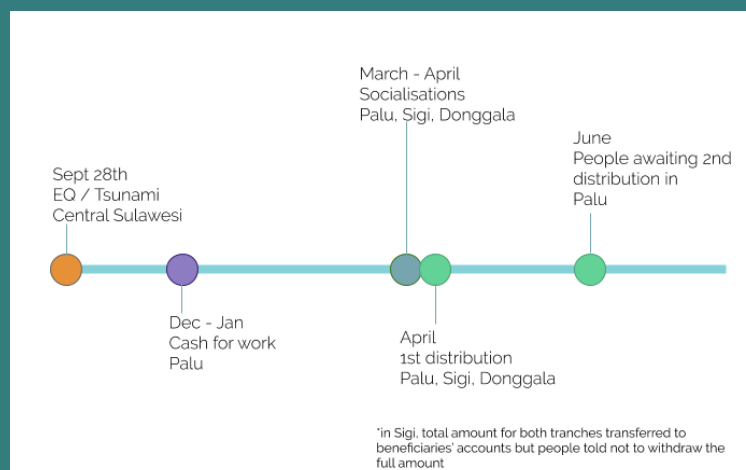 March - April
Socialisations
Palu, Sigi, Donggala
June
People awaiting 2nd
distribution in
Palu
Sept 28th
EQ / Tsunami
Central Sulawesi
Dec - Jan
Cash for work
Palu
April
1st distribution
Palu, Sigi, Donggala
*in Sigi, total amount for both tranches transferred to
beneficiaries' accounts but people told not to withdraw the
full amount